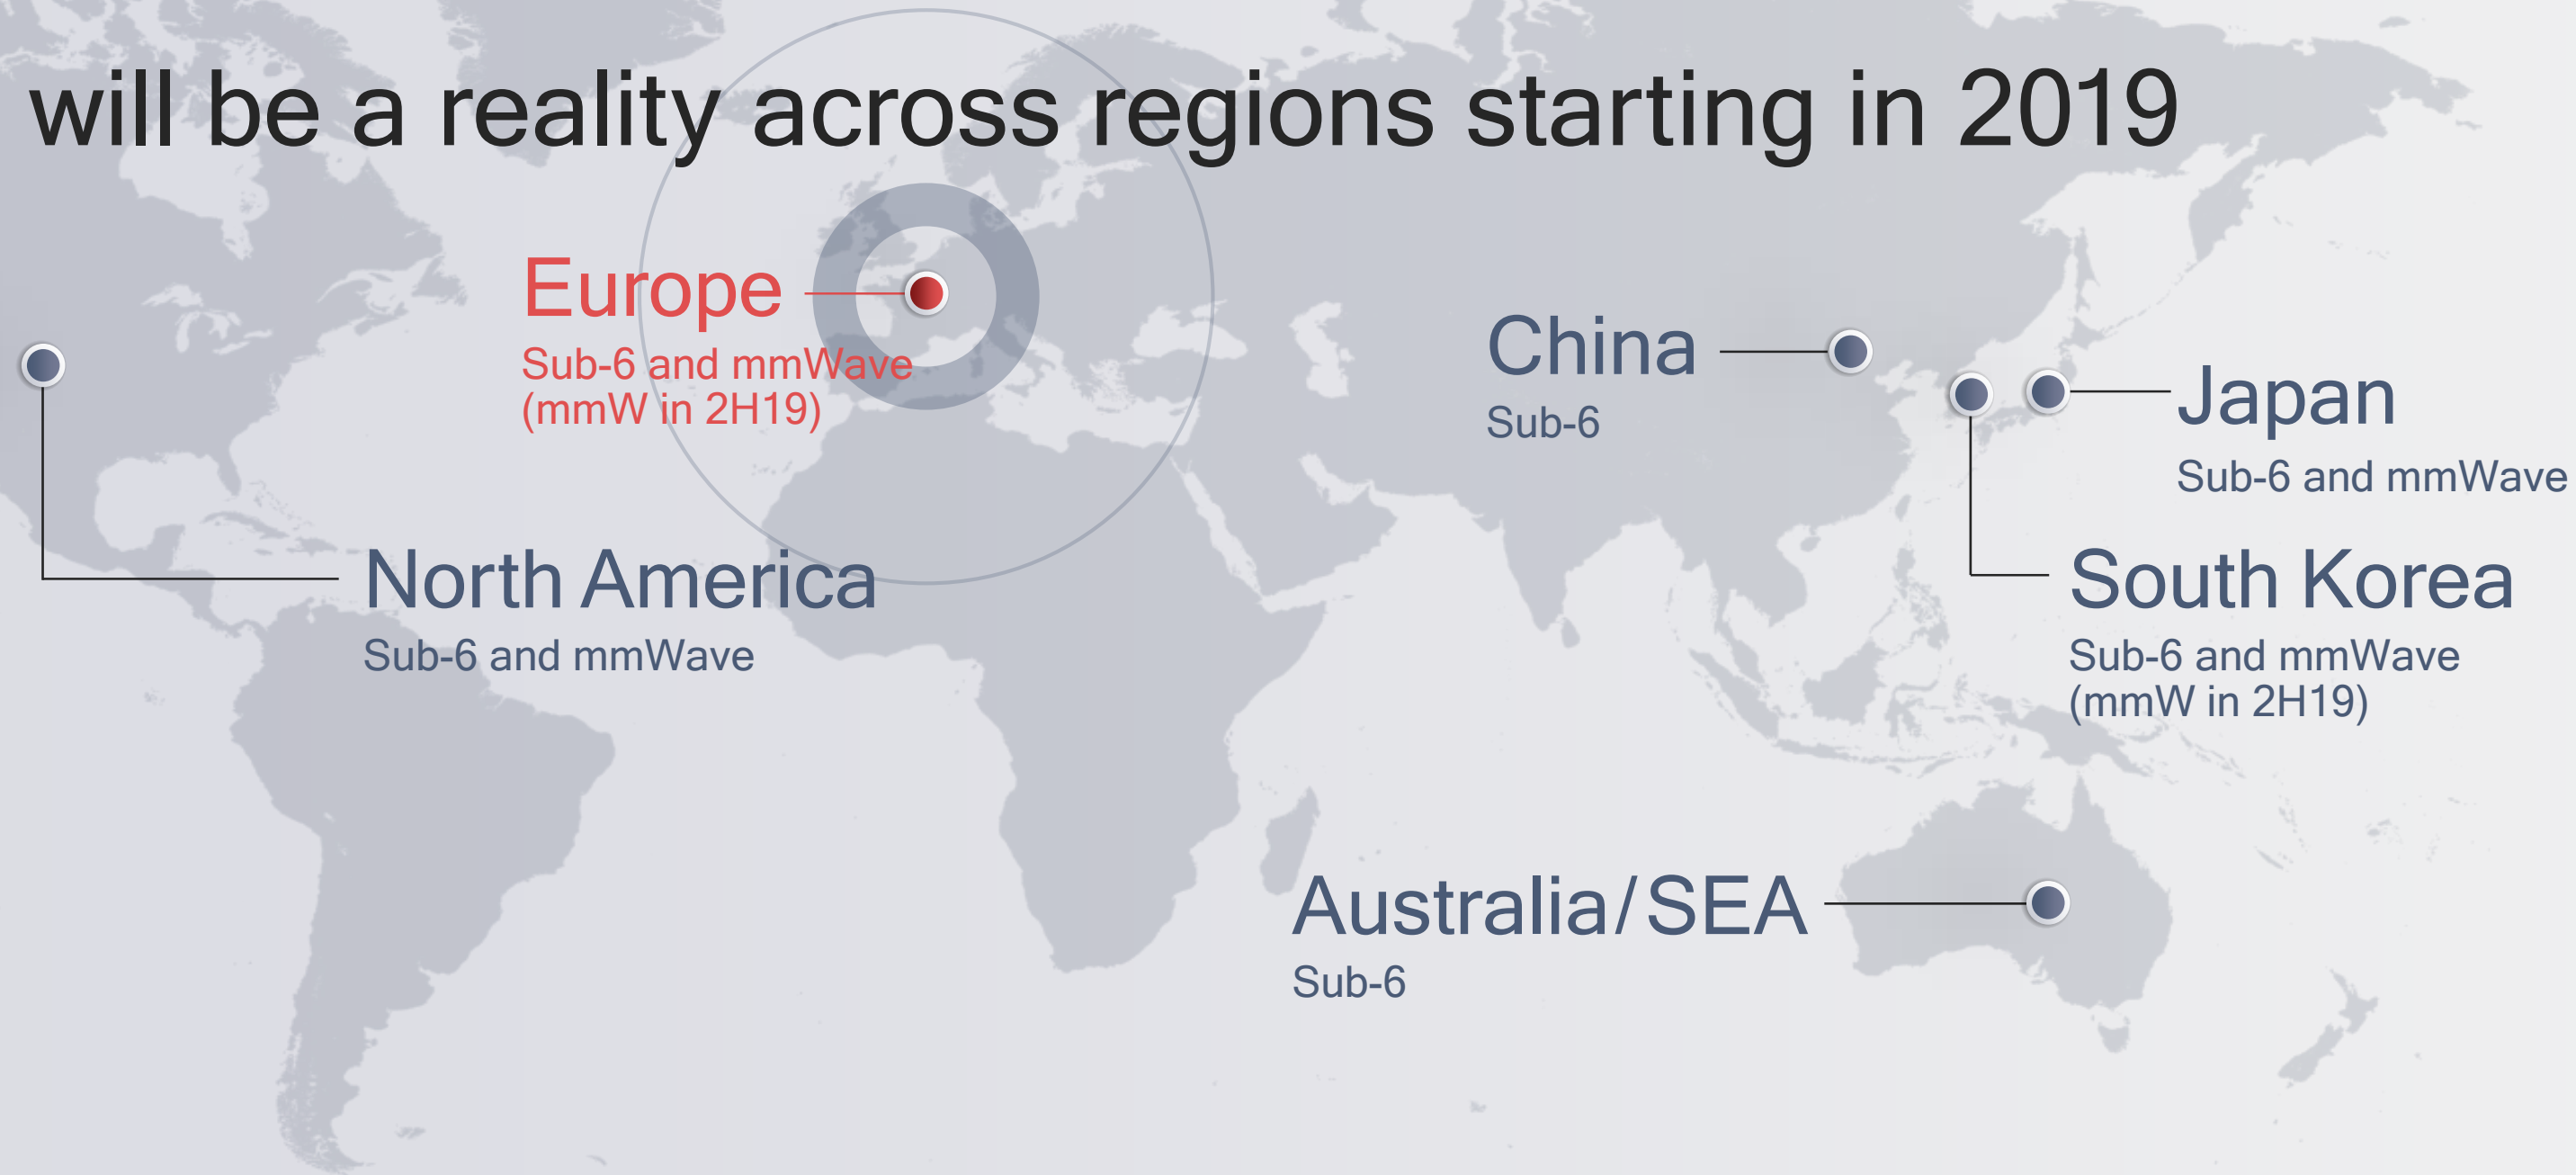 will be a reality across regions starting in 2019
Europe
Sub-6 and mmWave
(mmW in 2H19)
China
Sub-6
Japan
Sub-6 and mmWave
North America
Sub-6 and mmWave
South Korea
Sub-6 and mmWave
(mmW in 2H19)
Australia/SEA
Sub-6